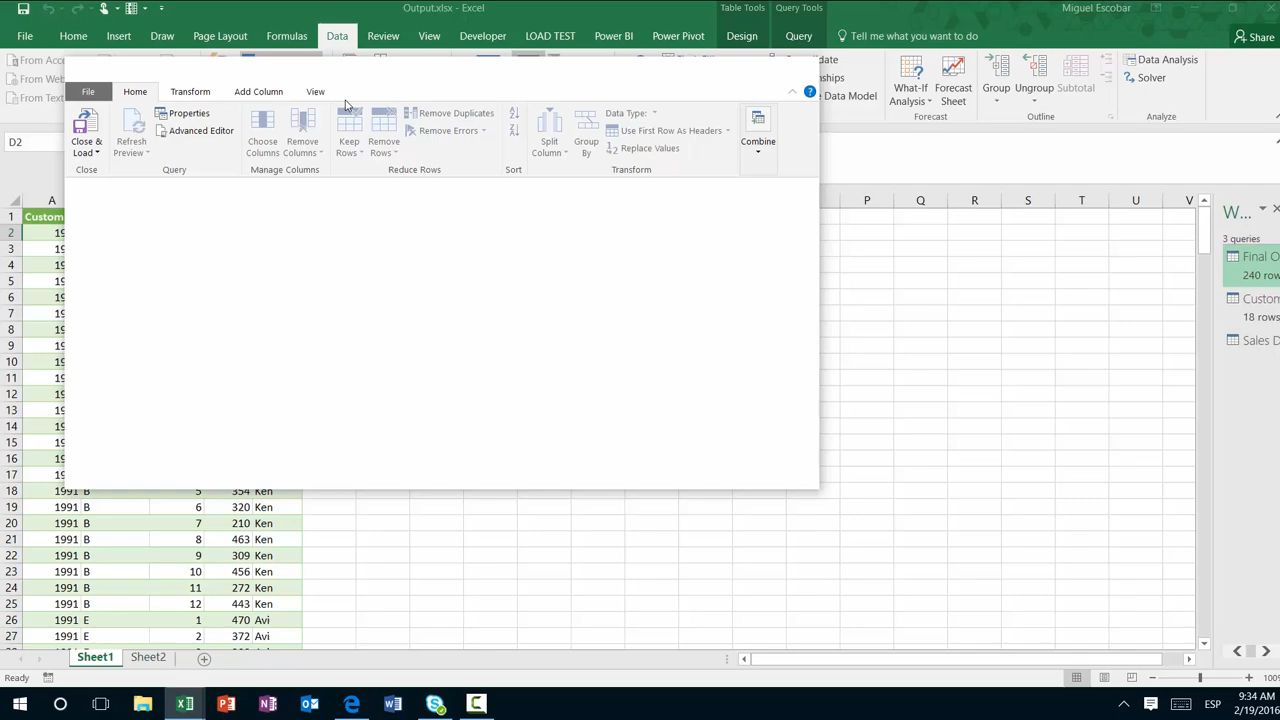 Output.xlsx - Excel
Table Tools
Query Tools
Miguel Escobar
File Home Insert Draw Page Layout Formulas Data Review View Developer LOAD TEST Power BI Power Pivot Design Query Tell me what you want to do Share
From Acce
From Web
From Text
What-If Analysis
Forecast Sheet
Group
Ungroup
Subtotal
Data Analysis
Solver
Forecast
Outline
Analyze
File Home Transform Add Column View
Close & Load
Refresh Preview
Properties
Advanced Editor
Choose Columns
Remove Columns
Keep Rows
Remove Rows
Remove Duplicates
Remove Errors
Split Column
Group By
Data Type:
Use First Row As Headers
Replace Values
Combine
Close
Query
Manage Columns
Reduce Rows
Sort
Transform
D2
A P Q R S T U V
1 Custom
2 19
3 19
4 19
5 19
6 19
7 19
8 19
9 19
10 19
11 19
12 19
13 19
14 19
15 19
16 19
17 19
18 1991 B 5 354 Ken
19 1991 B 6 320 Ken
20 1991 B 7 210 Ken
21 1991 B 8 463 Ken
22 1991 B 9 309 Ken
23 1991 B 10 456 Ken
24 1991 B 11 272 Ken
25 1991 B 12 443 Ken
26 1991 E 1 470 Avi
27 1991 E 2 372 Avi
W...
3 queries
Final O
240 row
Custom
18 rows
Sales D
Sheet1 Sheet2
Ready
100%
ESP
9:34 AM
2/19/2016